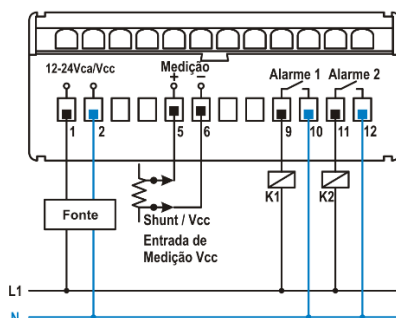 12-24Vca/Vcc
Medição
Alarme 1
Alarme 2
+
−
1
2
5
6
9
10
11
12
Fonte
Shunt / Vcc
Entrada de
Medição Vcc
K1
K2
L1
N